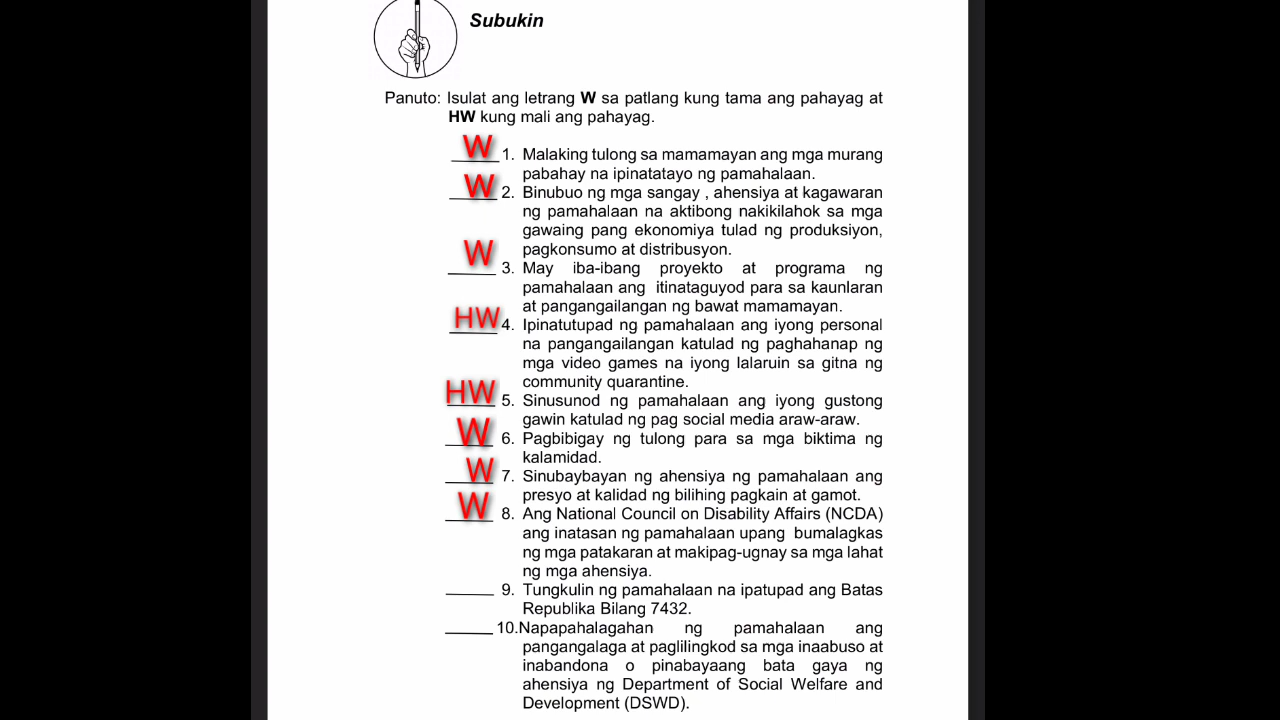 Subukin
Panuto: Isulat ang letrang W sa patlang kung tama ang pahayag at
HW kung mali ang pahayag.
W 1. Malaking tulong sa mamamayan ang mga murang
pabahay na ipinatatayo ng pamahalaan.
W 2. Binubuo ng mga sangay , ahensiya at kagawaran
ng pamahalaan na aktibong nakikilahok sa mga
gawaing pang ekonomiya tulad ng produksiyon,
pagkonsumo at distribusyon.
W 3. May iba-ibang proyekto at programa ng
pamahalaan ang itinataguyod para sa kaunlaran
at pangangailangan ng bawat mamamayan.
HW 4. Ipinatutupad ng pamahalaan ang iyong personal
na pangangailangan katulad ng paghahanap ng
mga video games na iyong lalaruin sa gitna ng
community quarantine.
HW 5. Sinusunod ng pamahalaan ang iyong gustong
gawin katulad ng pag social media araw-araw.
W 6. Pagbibigay ng tulong para sa mga biktima ng
kalamidad.
W 7. Sinubaybayan ng ahensiya ng pamahalaan ang
presyo at kalidad ng bilihing pagkain at gamot.
W 8. Ang National Council on Disability Affairs (NCDA)
ang inatasan ng pamahalaan upang bumalagkas
ng mga patakaran at makipag-ugnay sa mga lahat
ng mga ahensiya.
9. Tungkulin ng pamahalaan na ipatupad ang Batas
Republika Bilang 7432.
10.Napapahalagahan ng pamahalaan ang
pangangalaga at paglilingkod sa mga inaabuso at
inabandona o pinabayaang bata gaya ng
ahensiya ng Department of Social Welfare and
Development (DSWD).